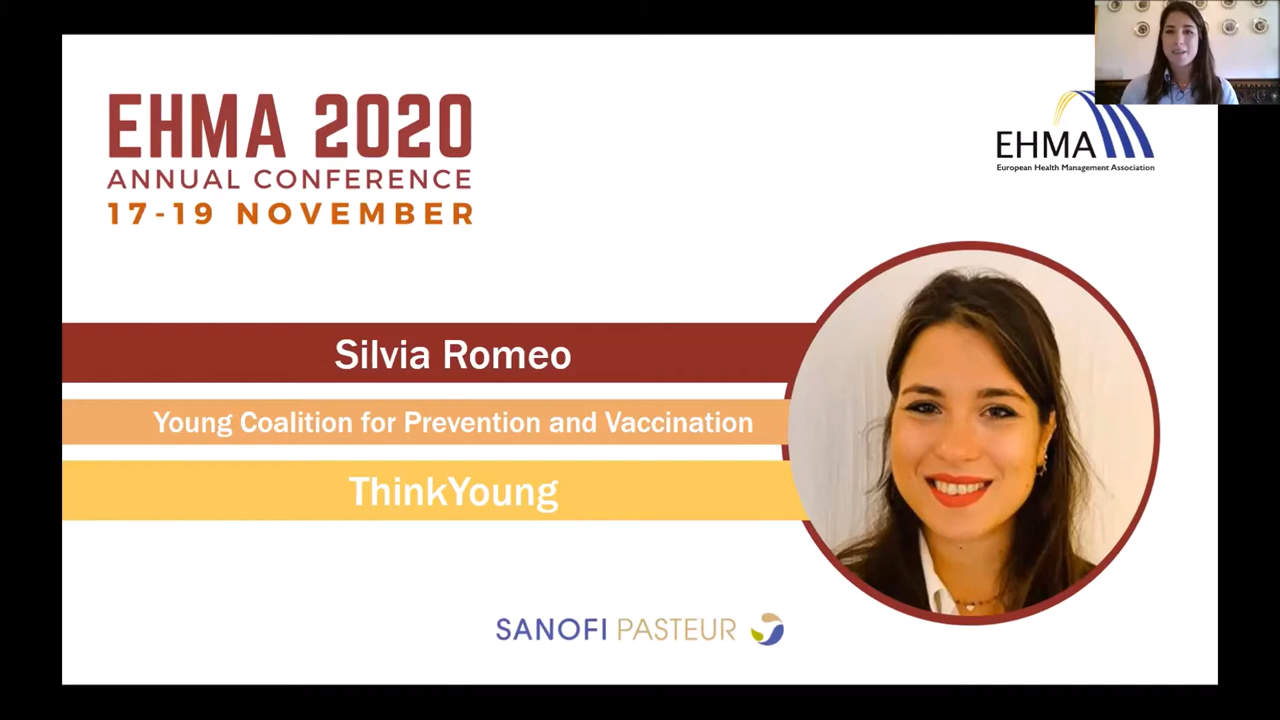 EHMA 2020
ANNUAL CONFERENCE
17-19 NOVEMBER
EHMA
European Health Management Association
Silvia Romeo
Young Coalition for Prevention and Vaccination
ThinkYoung
SANOFI PASTEUR